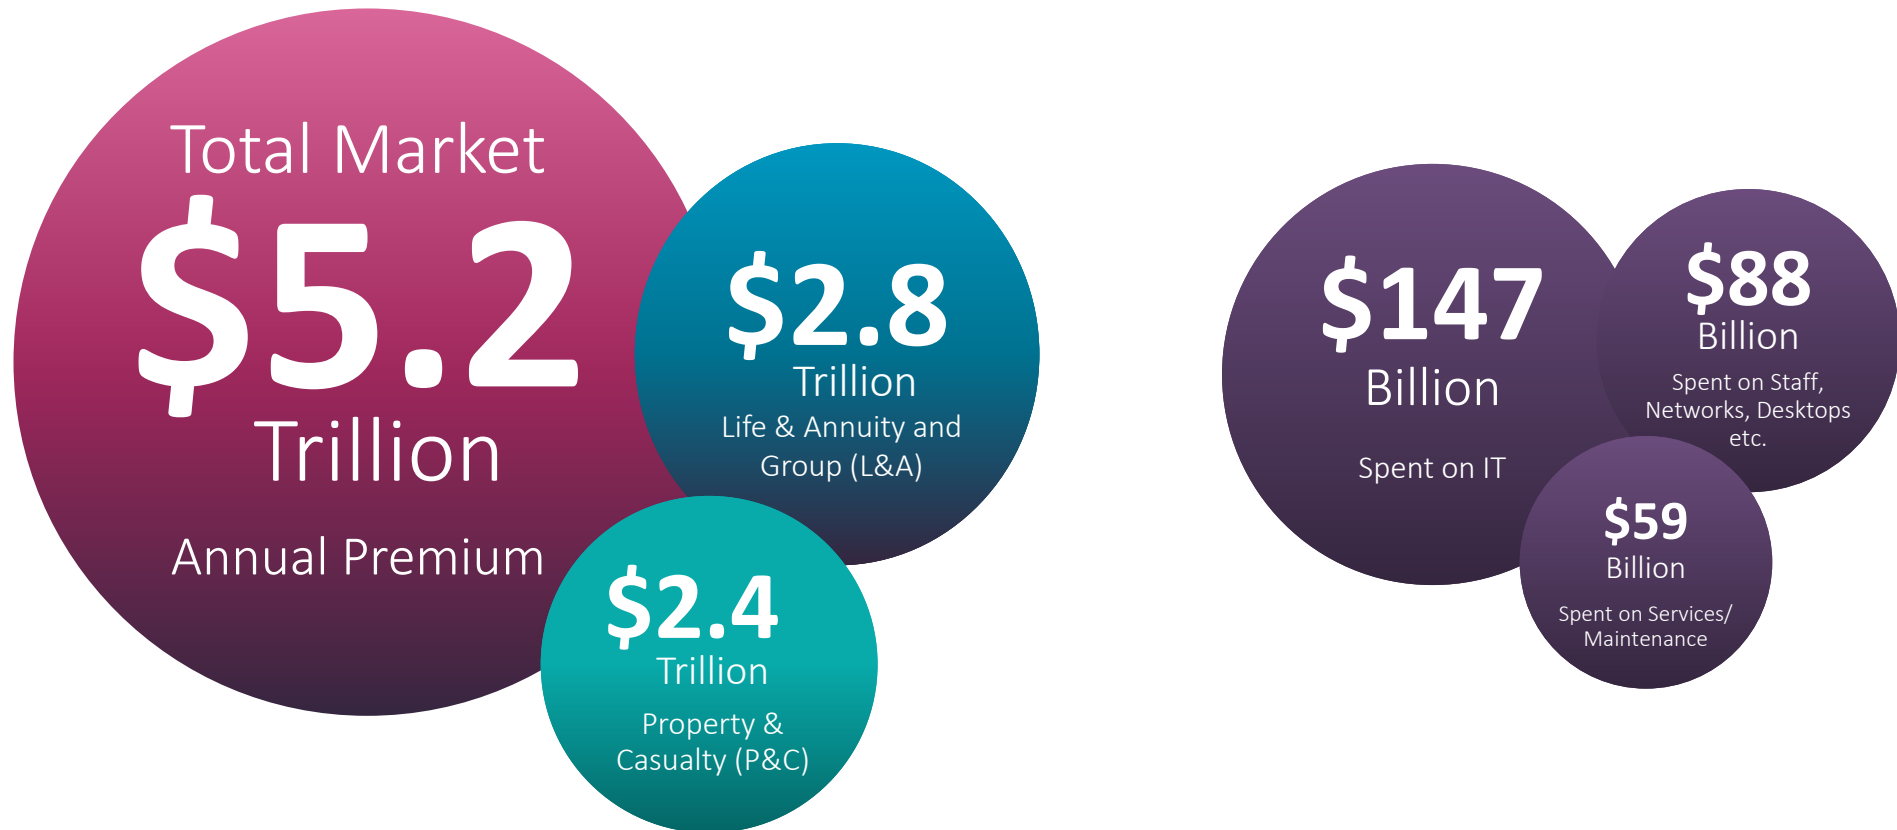 Total Market
$5.2
Trillion
Annual Premium
$2.8
Trillion
Life & Annuity and
Group (L&A)
$2.4
Trillion
Property &
Casualty (P&C)
$147
Billion
Spent on IT
$88
Billion
Spent on Staff,
Networks, Desktops
etc.
$59
Billion
Spent on Services/
Maintenance